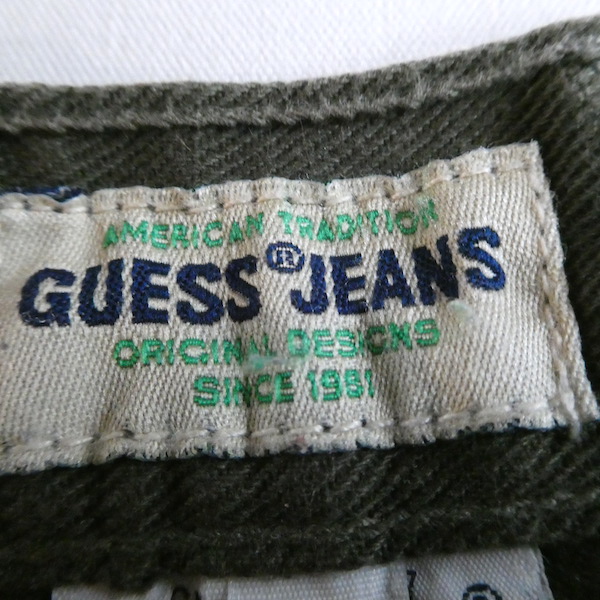 AMERICAN TRADITION
GUESS® JEANS
ORIGINAL DESIGNS
SINCE 1981